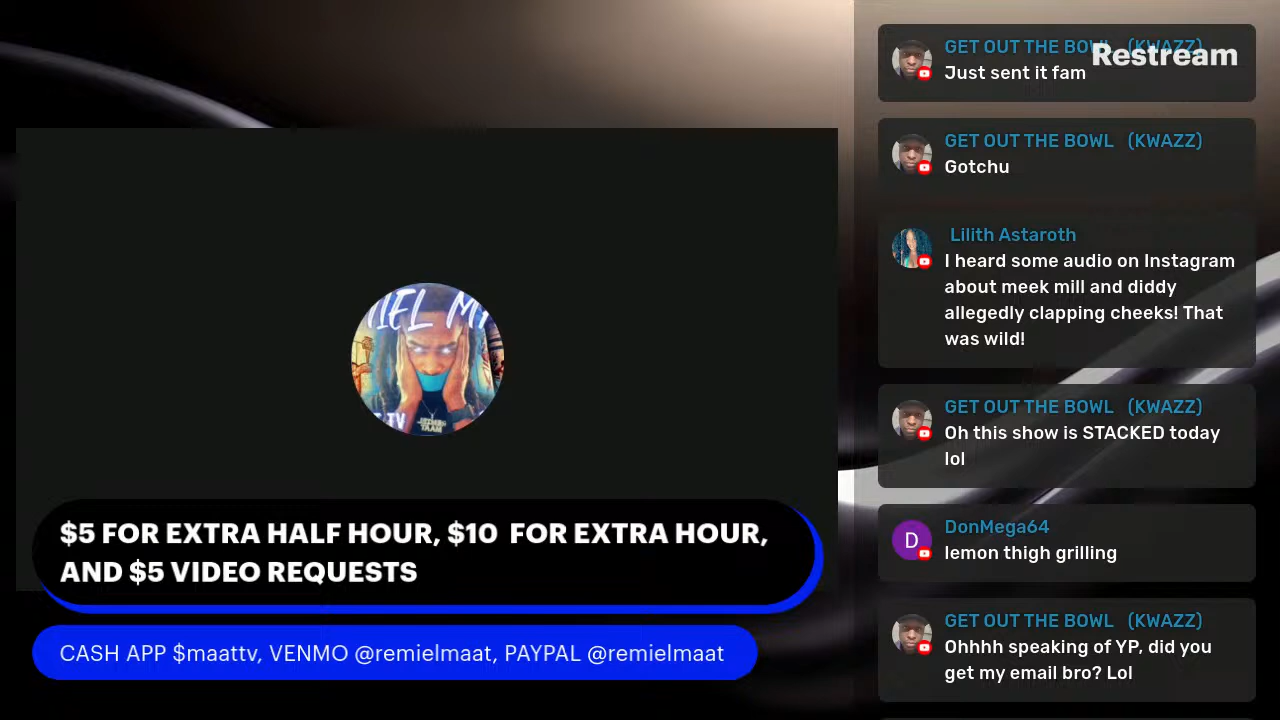 $5 FOR EXTRA HALF HOUR, $10 FOR EXTRA HOUR,
AND $5 VIDEO REQUESTS
CASH APP $maattv, VENMO @remielmaat, PAYPAL @remielmaat
Restream
GET OUT THE BOWL (KWAZZ)
Just sent it fam
GET OUT THE BOWL (KWAZZ)
Gotchu
Lilith Astaroth
I heard some audio on Instagram
about meek mill and diddy
allegedly clapping cheeks! That
was wild!
GET OUT THE BOWL (KWAZZ)
Oh this show is STACKED today
lol
D
DonMega64
lemon thigh grilling
GET OUT THE BOWL (KWAZZ)
Ohhhh speaking of YP, did you
get my email bro? Lol